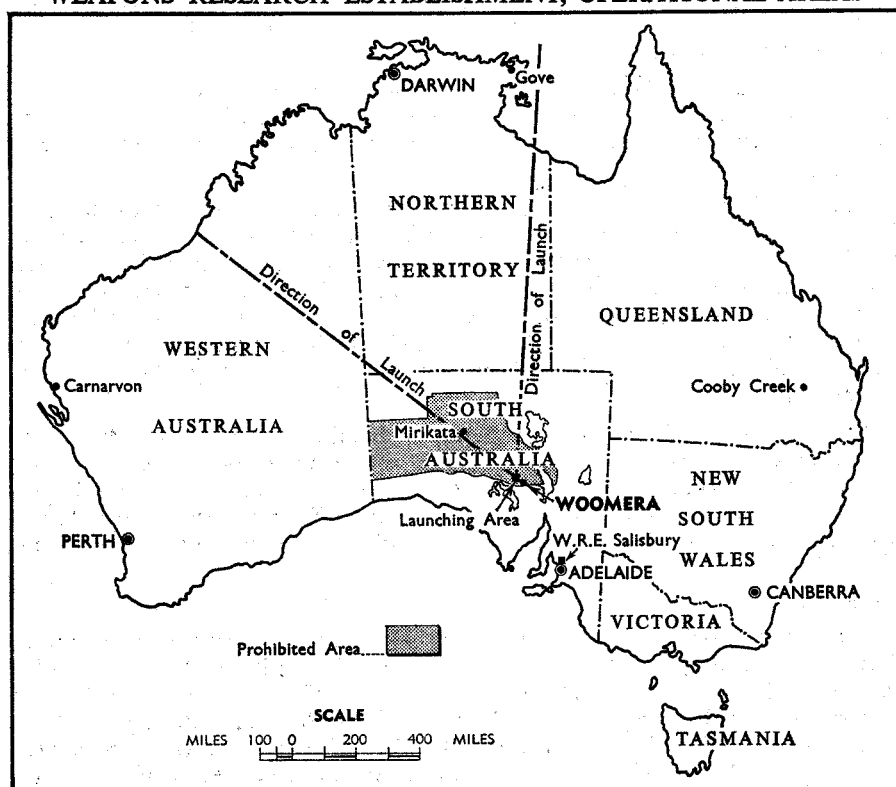 WEAPONS RESEARCH ESTABLISHMENT, OPERATIONAL AREAS
DARWIN
Gove
NORTHERN
TERRITORY
Direction of Launch
Direction of Launch
QUEENSLAND
WESTERN
AUSTRALIA
Carnarvon
Cooby Creek
SOUTH
Mirikata
AUSTRALIA
NEW
SOUTH
WALES
WOOMERA
Launching Area
PERTH
W.R.E. Salisbury
ADELAIDE
CANBERRA
VICTORIA
Prohibited Area
SCALE
MILES 100 0 200 400 MILES
TASMANIA